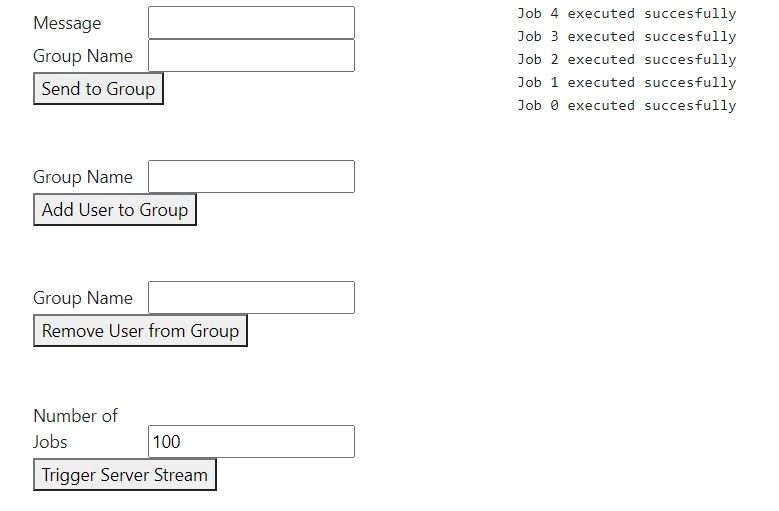 Message
Group Name
Send to Group
Group Name
Add User to Group
Group Name
Remove User from Group
Number of
Jobs 100
Trigger Server Stream
Job 4 executed succesfully
Job 3 executed succesfully
Job 2 executed succesfully
Job 1 executed succesfully
Job 0 executed succesfully